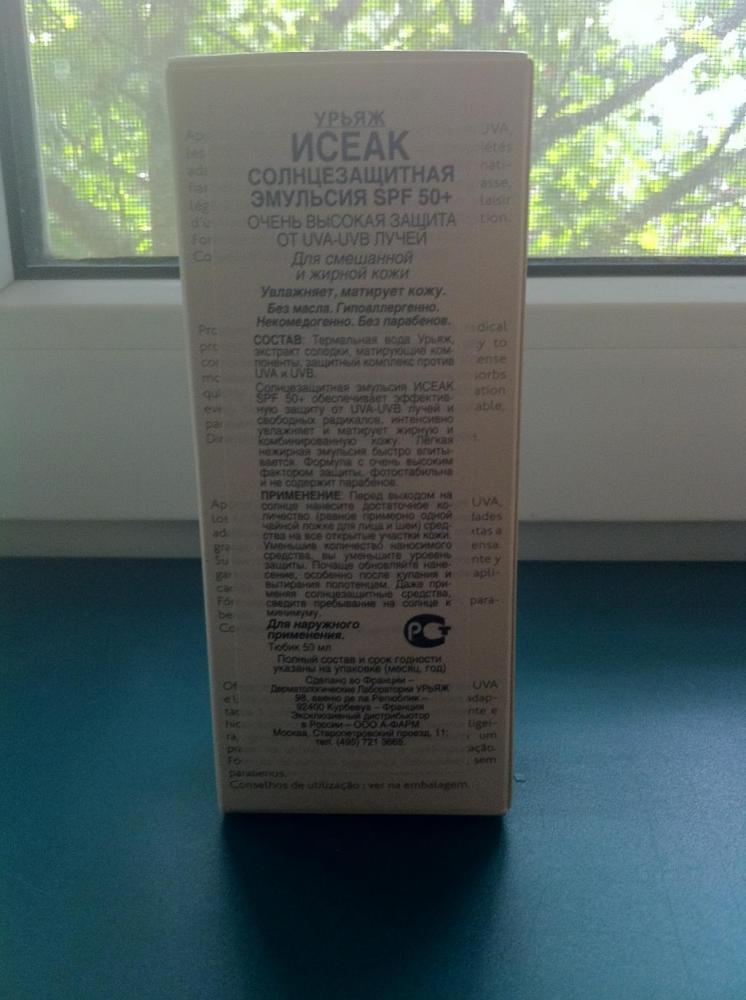 УРЬЯЖ
ИСЕАК
СОЛНЦЕЗАЩИТНАЯ
ЭМУЛЬСИЯ SPF 50+
ОЧЕНЬ ВЫСОКАЯ ЗАЩИТА
ОТ UVA-UVB ЛУЧЕЙ
Для смешанной
и жирной кожи
Увлажняет, матирует кожу.
Без масла. Гипоаллергенно.
Некомедогенно. Без парабенов.
СОСТАВ: Термальная вода Урьяж,
экстракт солодки, матирующие ком-
поненты, защитный комплекс против
UVA и UVB.
Солнцезащитная эмульсия ИСЕАК
SPF 50+ обеспечивает эффектив-
ную защиту от UVA-UVB лучей и
свободных радикалов, интенсивно
увлажняет и матирует жирную и
комбинированную кожу. Легкая
нежирная эмульсия быстро впиты-
вается. Формула с очень высоким
фактором защиты, фотостабильна
и не содержит парабенов.
ПРИМЕНЕНИЕ: Перед выходом на
солнце нанесите достаточное ко-
личество (равное примерно одной
чайной ложке для лица и шеи) сред-
ства на все открытые участки кожи.
Уменьшив количество наносимого
средства, вы уменьшите уровень
защиты. Почаще обновляйте нане-
сение, особенно после купания и
вытирания полотенцем. Даже при-
меняя солнцезащитные средства,
сведите пребывание на солнце к
минимуму.
Для наружного
применения.
РСТ
Тюбик 50 мл
Полный состав и срок годности
указаны на упаковке (месяц, год)
Сделано во Франции –
Дерматологические Лаборатории УРЬЯЖ
98, авеню де ла Репюблик –
92400 Курбевуа – Франция
Эксклюзивный дистрибьютор
в России – ООО А-ФАРМ
Москва, Старопетровский проезд, 11;
тел. (495) 721 3665.
parabenos.
Conselhos de utilização : ver na embalagem.